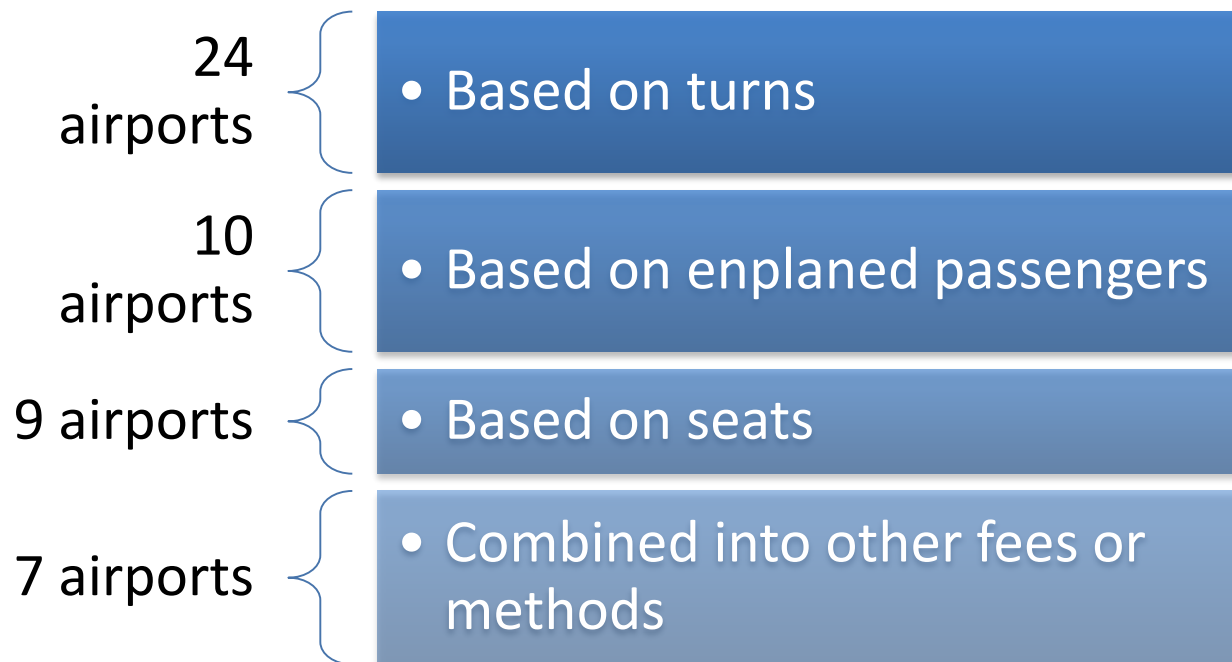 24
airports
• Based on turns
10
airports
• Based on enplaned passengers
9 airports
• Based on seats
7 airports
• Combined into other fees or
methods